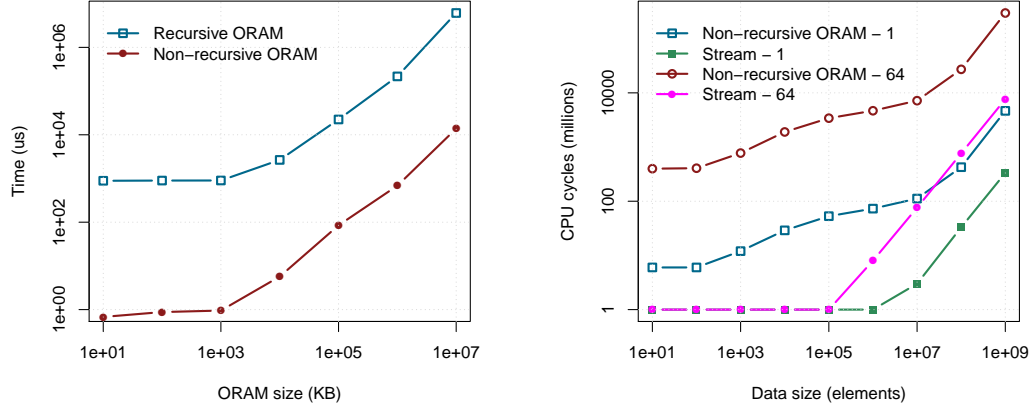 Recursive ORAM
Non−recursive ORAM
Time (us)
1e+06
1e+04
1e+02
1e+00
1e+01
1e+03
1e+05
1e+07
ORAM size (KB)
Non−recursive ORAM − 1
Stream − 1
Non−recursive ORAM − 64
Stream − 64
CPU cycles (millions)
10000
100
1
1e+01
1e+03
1e+05
1e+07
1e+09
Data size (elements)